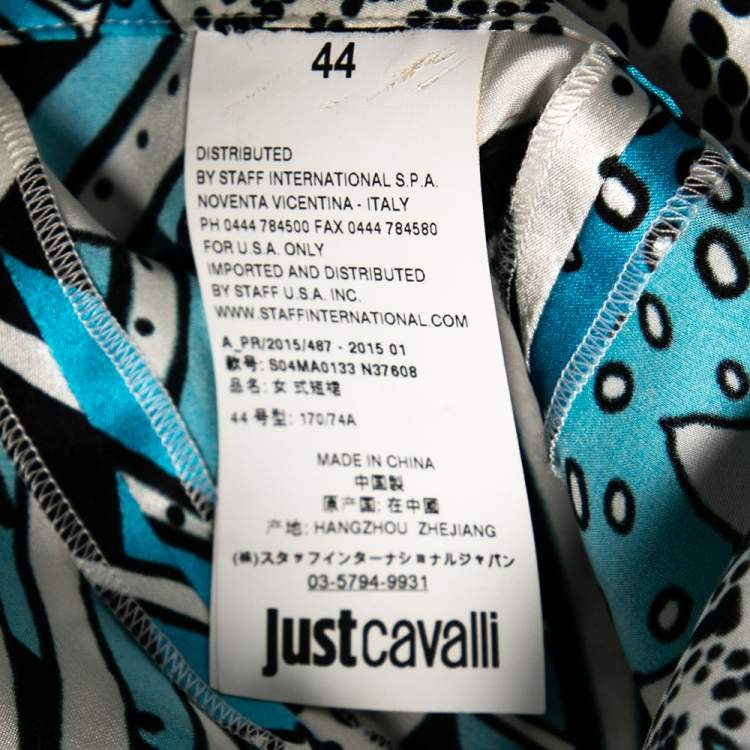 44
DISTRIBUTED
BY STAFF INTERNATIONAL S.P.A.
NOVENTA VICENTINA - ITALY
PH 0444 784500 FAX 0444 784580
FOR U.S.A. ONLY
IMPORTED AND DISTRIBUTED
BY STAFF U.S.A. INC.
WWW.STAFFINTERNATIONAL.COM
A_PR/2015/487 - 2015 01
款号: S04MA0133 N37608
品名: 女式短裙
44 号型: 170/74A
MADE IN CHINA
中国製
原产国: 在中國
产地: HANGZHOU ZHEJIANG
(株)スタッフインターナショナルジャパン
03-5794-9931
justcavalli